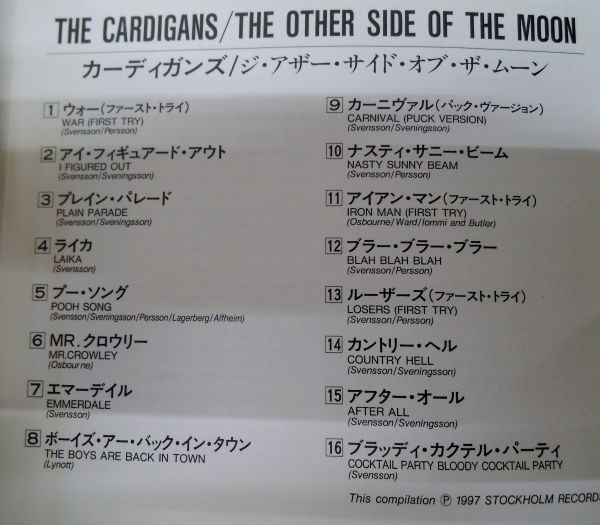 THE CARDIGANS/THE OTHER SIDE OF THE MOON
カーディガンズ/ジ・アザー・サイド・オブ・ザ・ムーン
1 ウォー(ファースト・トライ)
WAR (FIRST TRY)
(Svensson/Persson)
2 アイ・フィギュアード・アウト
I FIGURED OUT
(Svensson/Sveningsson)
3 プレイン・パレード
PLAIN PARADE
(Svensson/Sveningsson)
4 ライカ
LAIKA
(Svensson)
5 プー・ソング
POOH SONG
(Svensson/Sveningsson/Persson/Lagerberg/Alfheim)
6 MR.クロウリー
MR.CROWLEY
(Osbourne)
7 エマーデイル
EMMERDALE
(Svensson)
8 ボーイズ・アー・バック・イン・タウン
THE BOYS ARE BACK IN TOWN
(Lynott)
9 カーニヴァル(パック・ヴァージョン)
CARNIVAL (PUCK VERSION)
(Svensson/Sveningsson)
10 ナスティ・サニー・ビーム
NASTY SUNNY BEAM
(Svensson/Persson)
11 アイアン・マン(ファースト・トライ)
IRON MAN (FIRST TRY)
(Osbourne/Ward/Iommi and Butler)
12 ブラー・ブラー・ブラー
BLAH BLAH BLAH
(Svensson/Persson)
13 ルーザーズ(ファースト・トライ)
LOSERS (FIRST TRY)
(Svensson/Persson)
14 カントリー・ヘル
COUNTRY HELL
(Svensson/Sveningsson)
15 アフター・オール
AFTER ALL
(Svensson/Sveningsson)
16 ブラッディ・カクテル・パーティ
COCKTAIL PARTY BLOODY COCKTAIL PARTY
(Svensson)
This compilation Ⓟ 1997 STOCKHOLM RECORDS